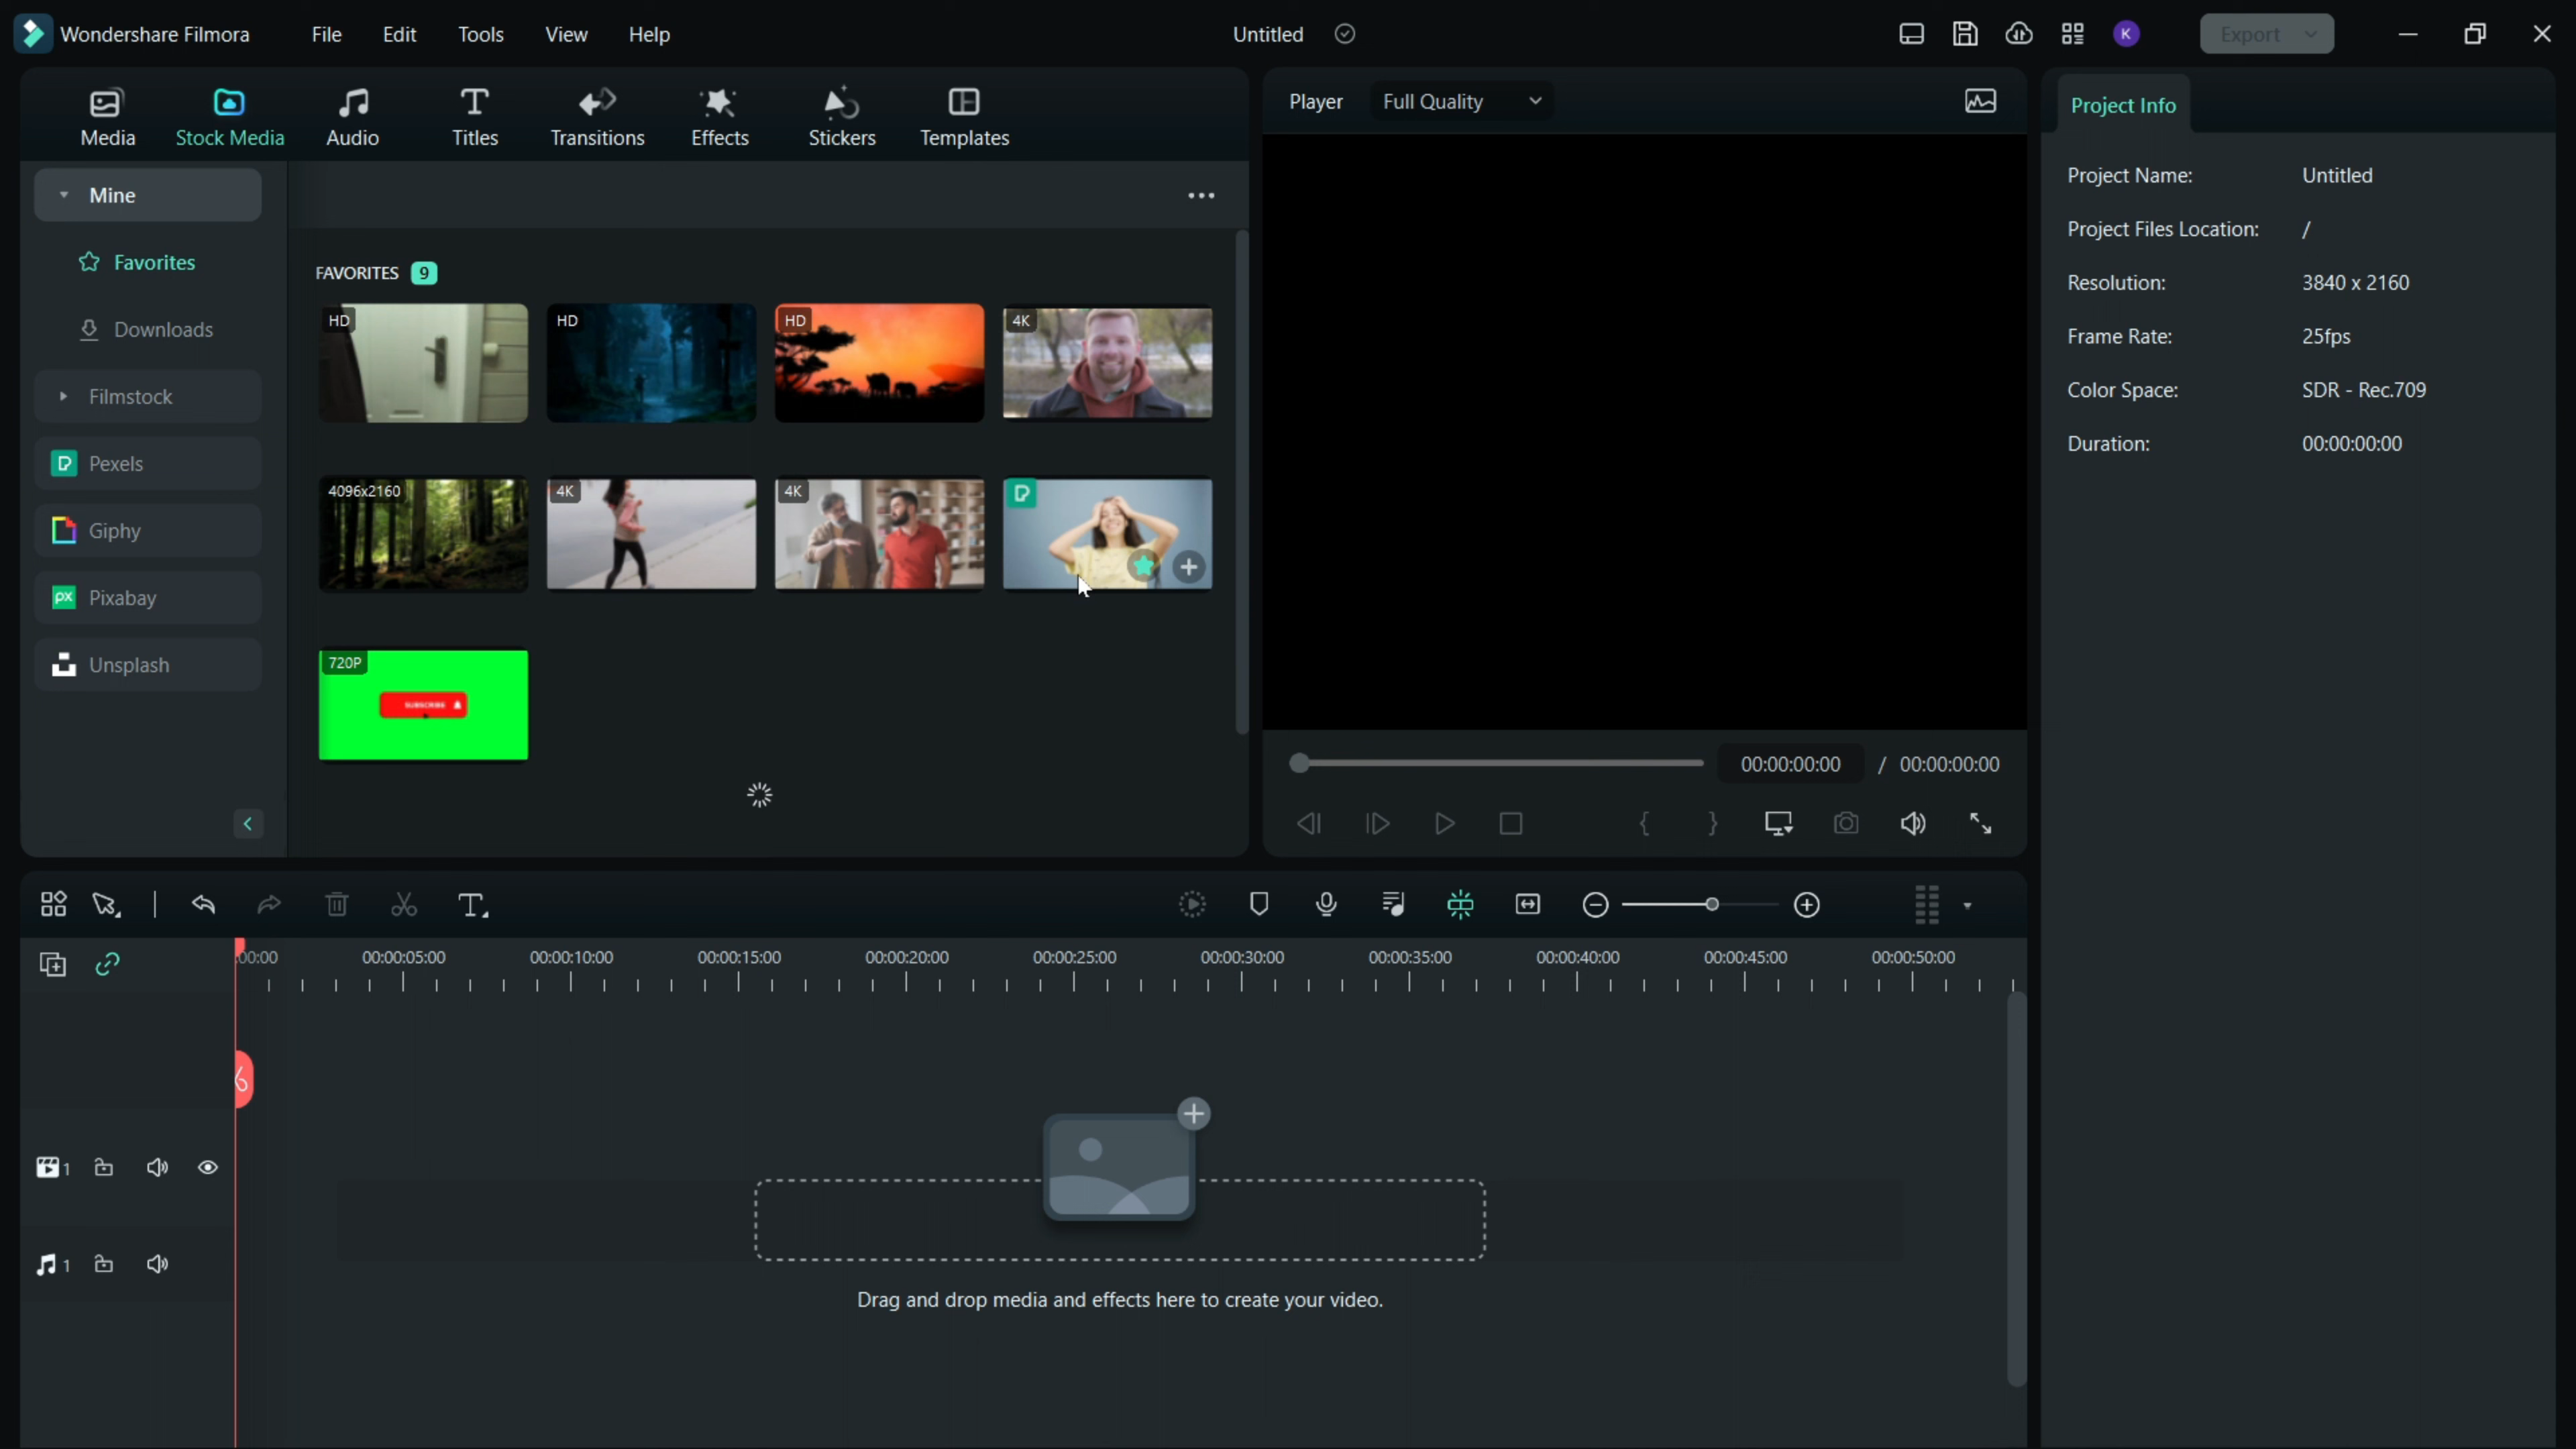 Wondershare Filmora
File
Edit
Tools
View
Help
Untitled
K
Export
Media
Stock Media
Audio
Titles
Transitions
Effects
Stickers
Templates
Player
Full Quality
Project Info
Mine
Favorites
Downloads
Filmstock
Pexels
Giphy
px Pixabay
Unsplash
FAVORITES 9
HD
HD
HD
4K
4096x2160
4K
4K
720P
SUBSCRIBE
Project Name: Untitled
Project Files Location: /
Resolution: 3840 x 2160
Frame Rate: 25fps
Color Space: SDR - Rec.709
Duration: 00:00:00:00
00:00:00:00 / 00:00:00:00
:00:00 00:00:05:00 00:00:10:00 00:00:15:00 00:00:20:00 00:00:25:00 00:00:30:00 00:00:35:00 00:00:40:00 00:00:45:00 00:00:50:00
1
1
Drag and drop media and effects here to create your video.